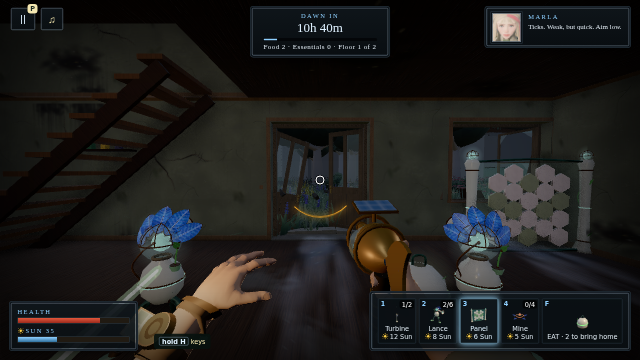 P
DAWN IN
10h 40m
Food 2 · Essentials 0 · Floor 1 of 2
MARLA
Ticks. Weak, but quick. Aim low.
HEALTH
SUN 35
hold H keys
1 1/2
Turbine
12 Sun
2 2/6
Lance
8 Sun
3
Panel
6 Sun
4 0/4
Mine
5 Sun
F
EAT · 2 to bring home